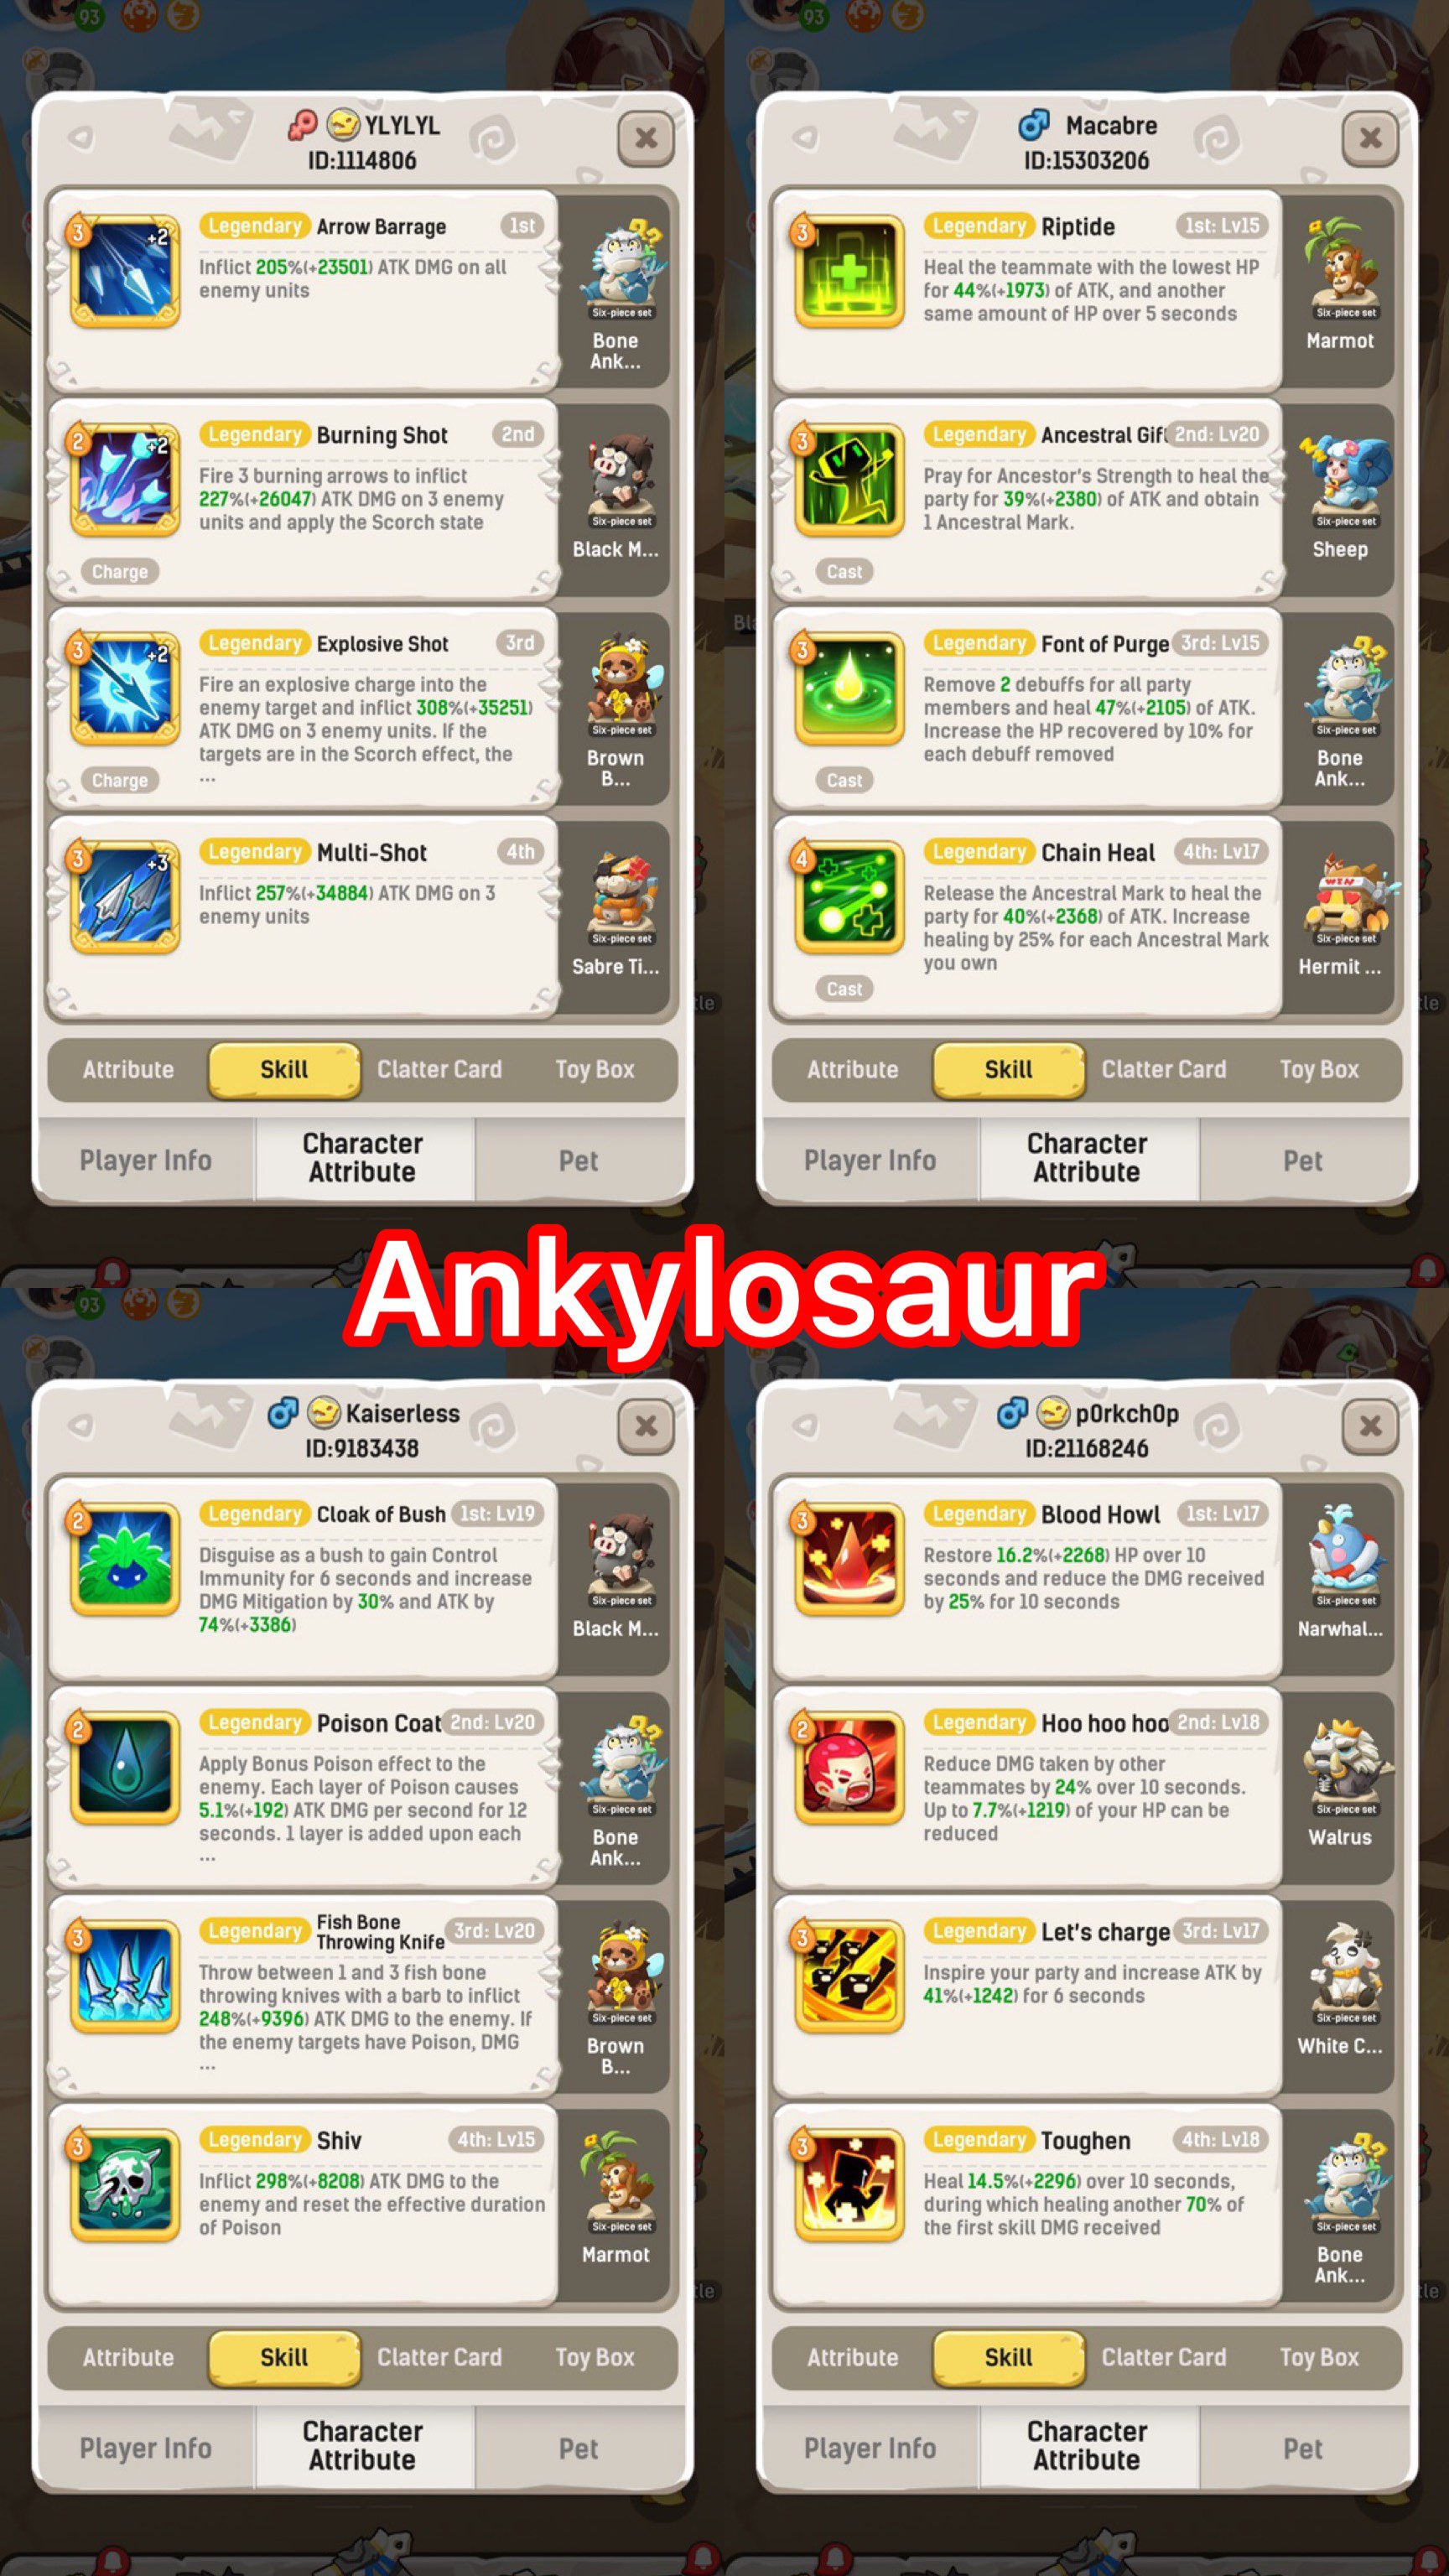 93
93
YLYLYL
ID:1114806
3
+2
Legendary Arrow Barrage 1st
Inflict 205%(+23501) ATK DMG on all
enemy units
Six-piece set
Bone
Ank...
2
+2
Legendary Burning Shot 2nd
Fire 3 burning arrows to inflict
227%(+26047) ATK DMG on 3 enemy
units and apply the Scorch state
Charge
Six-piece set
Black M...
3
+2
Legendary Explosive Shot 3rd
Fire an explosive charge into the
enemy target and inflict 308%(+35251)
ATK DMG on 3 enemy units. If the
targets are in the Scorch effect, the
...
Charge
Six-piece set
Brown
B...
3
+3
Legendary Multi-Shot 4th
Inflict 257%(+34884) ATK DMG on 3
enemy units
Six-piece set
Sabre Ti...
tle
Attribute Skill Clatter Card Toy Box
Player Info Character Attribute Pet
Macabre
ID:15303206
3
Legendary Riptide 1st: Lv15
Heal the teammate with the lowest HP
for 44%(+1973) of ATK, and another
same amount of HP over 5 seconds
Six-piece set
Marmot
3
Legendary Ancestral Gif 2nd: Lv20
Pray for Ancestor's Strength to heal the
party for 39%(+2380) of ATK and obtain
1 Ancestral Mark.
Cast
Six-piece set
Sheep
Bla
3
Legendary Font of Purge 3rd: Lv15
Remove 2 debuffs for all party
members and heal 47%(+2105) of ATK.
Increase the HP recovered by 10% for
each debuff removed
Cast
Six-piece set
Bone
Ank...
4
Legendary Chain Heal 4th: Lv17
Release the Ancestral Mark to heal the
party for 40%(+2368) of ATK. Increase
healing by 25% for each Ancestral Mark
you own
Cast
WIN
Six-piece set
Hermit ...
tle
Attribute Skill Clatter Card Toy Box
Player Info Character Attribute Pet
Ankylosaur
93
Kaiserless
ID:9183438
2
Legendary Cloak of Bush 1st: Lv19
Disguise as a bush to gain Control
Immunity for 6 seconds and increase
DMG Mitigation by 30% and ATK by
74%(+3386)
Six-piece set
Black M...
2
Legendary Poison Coat 2nd: Lv20
Apply Bonus Poison effect to the
enemy. Each layer of Poison causes
5.1%(+192) ATK DMG per second for 12
seconds. 1 layer is added upon each
...
Six-piece set
Bone
Ank...
3
Legendary Fish Bone
Throwing Knife 3rd: Lv20
Throw between 1 and 3 fish bone
throwing knives with a barb to inflict
248%(+9396) ATK DMG to the enemy. If
the enemy targets have Poison, DMG
...
Six-piece set
Brown
B...
3
Legendary Shiv 4th: Lv15
Inflict 298%(+8208) ATK DMG to the
enemy and reset the effective duration
of Poison
Six-piece set
Marmot
tle
Attribute Skill Clatter Card Toy Box
Player Info Character Attribute Pet
p0rkch0p
ID:21168246
3
Legendary Blood Howl 1st: Lv17
Restore 16.2%(+2268) HP over 10
seconds and reduce the DMG received
by 25% for 10 seconds
Six-piece set
Narwhal...
2
Legendary Hoo hoo hoo 2nd: Lv18
Reduce DMG taken by other
teammates by 24% over 10 seconds.
Up to 7.7%(+1219) of your HP can be
reduced
Six-piece set
Walrus
3
Legendary Let's charge 3rd: Lv17
Inspire your party and increase ATK by
41%(+1242) for 6 seconds
Six-piece set
White C...
3
Legendary Toughen 4th: Lv18
Heal 14.5%(+2296) over 10 seconds,
during which healing another 70% of
the first skill DMG received
Six-piece set
Bone
Ank...
tle
Attribute Skill Clatter Card Toy Box
Player Info Character Attribute Pet